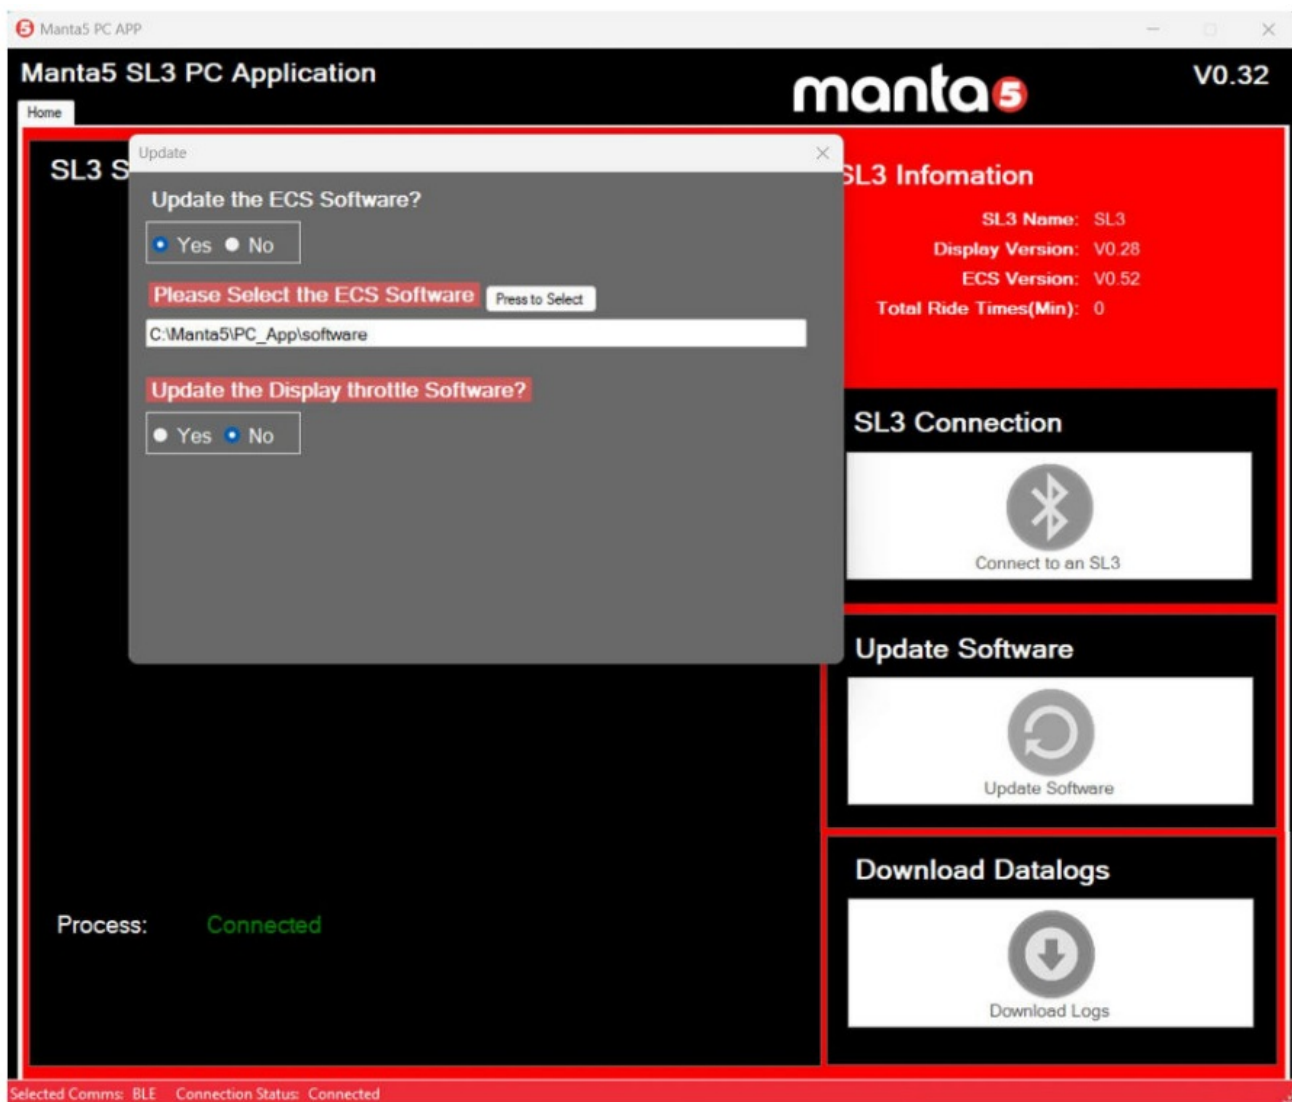 Manta5 PC APP
Manta5 SL3 PC Application
manta5
V0.32
Home
SL3 S
Update
Update the ECS Software?
Yes No
Please Select the ECS Software Press to Select
C:\Manta5\PC_App\software
Update the Display throttle Software?
Yes No
Process: Connected
SL3 Infomation
SL3 Name: SL3
Display Version: V0.28
ECS Version: V0.52
Total Ride Times(Min): 0
SL3 Connection
Connect to an SL3
Update Software
Update Software
Download Datalogs
Download Logs
Selected Comms: BLE Connection Status: Connected